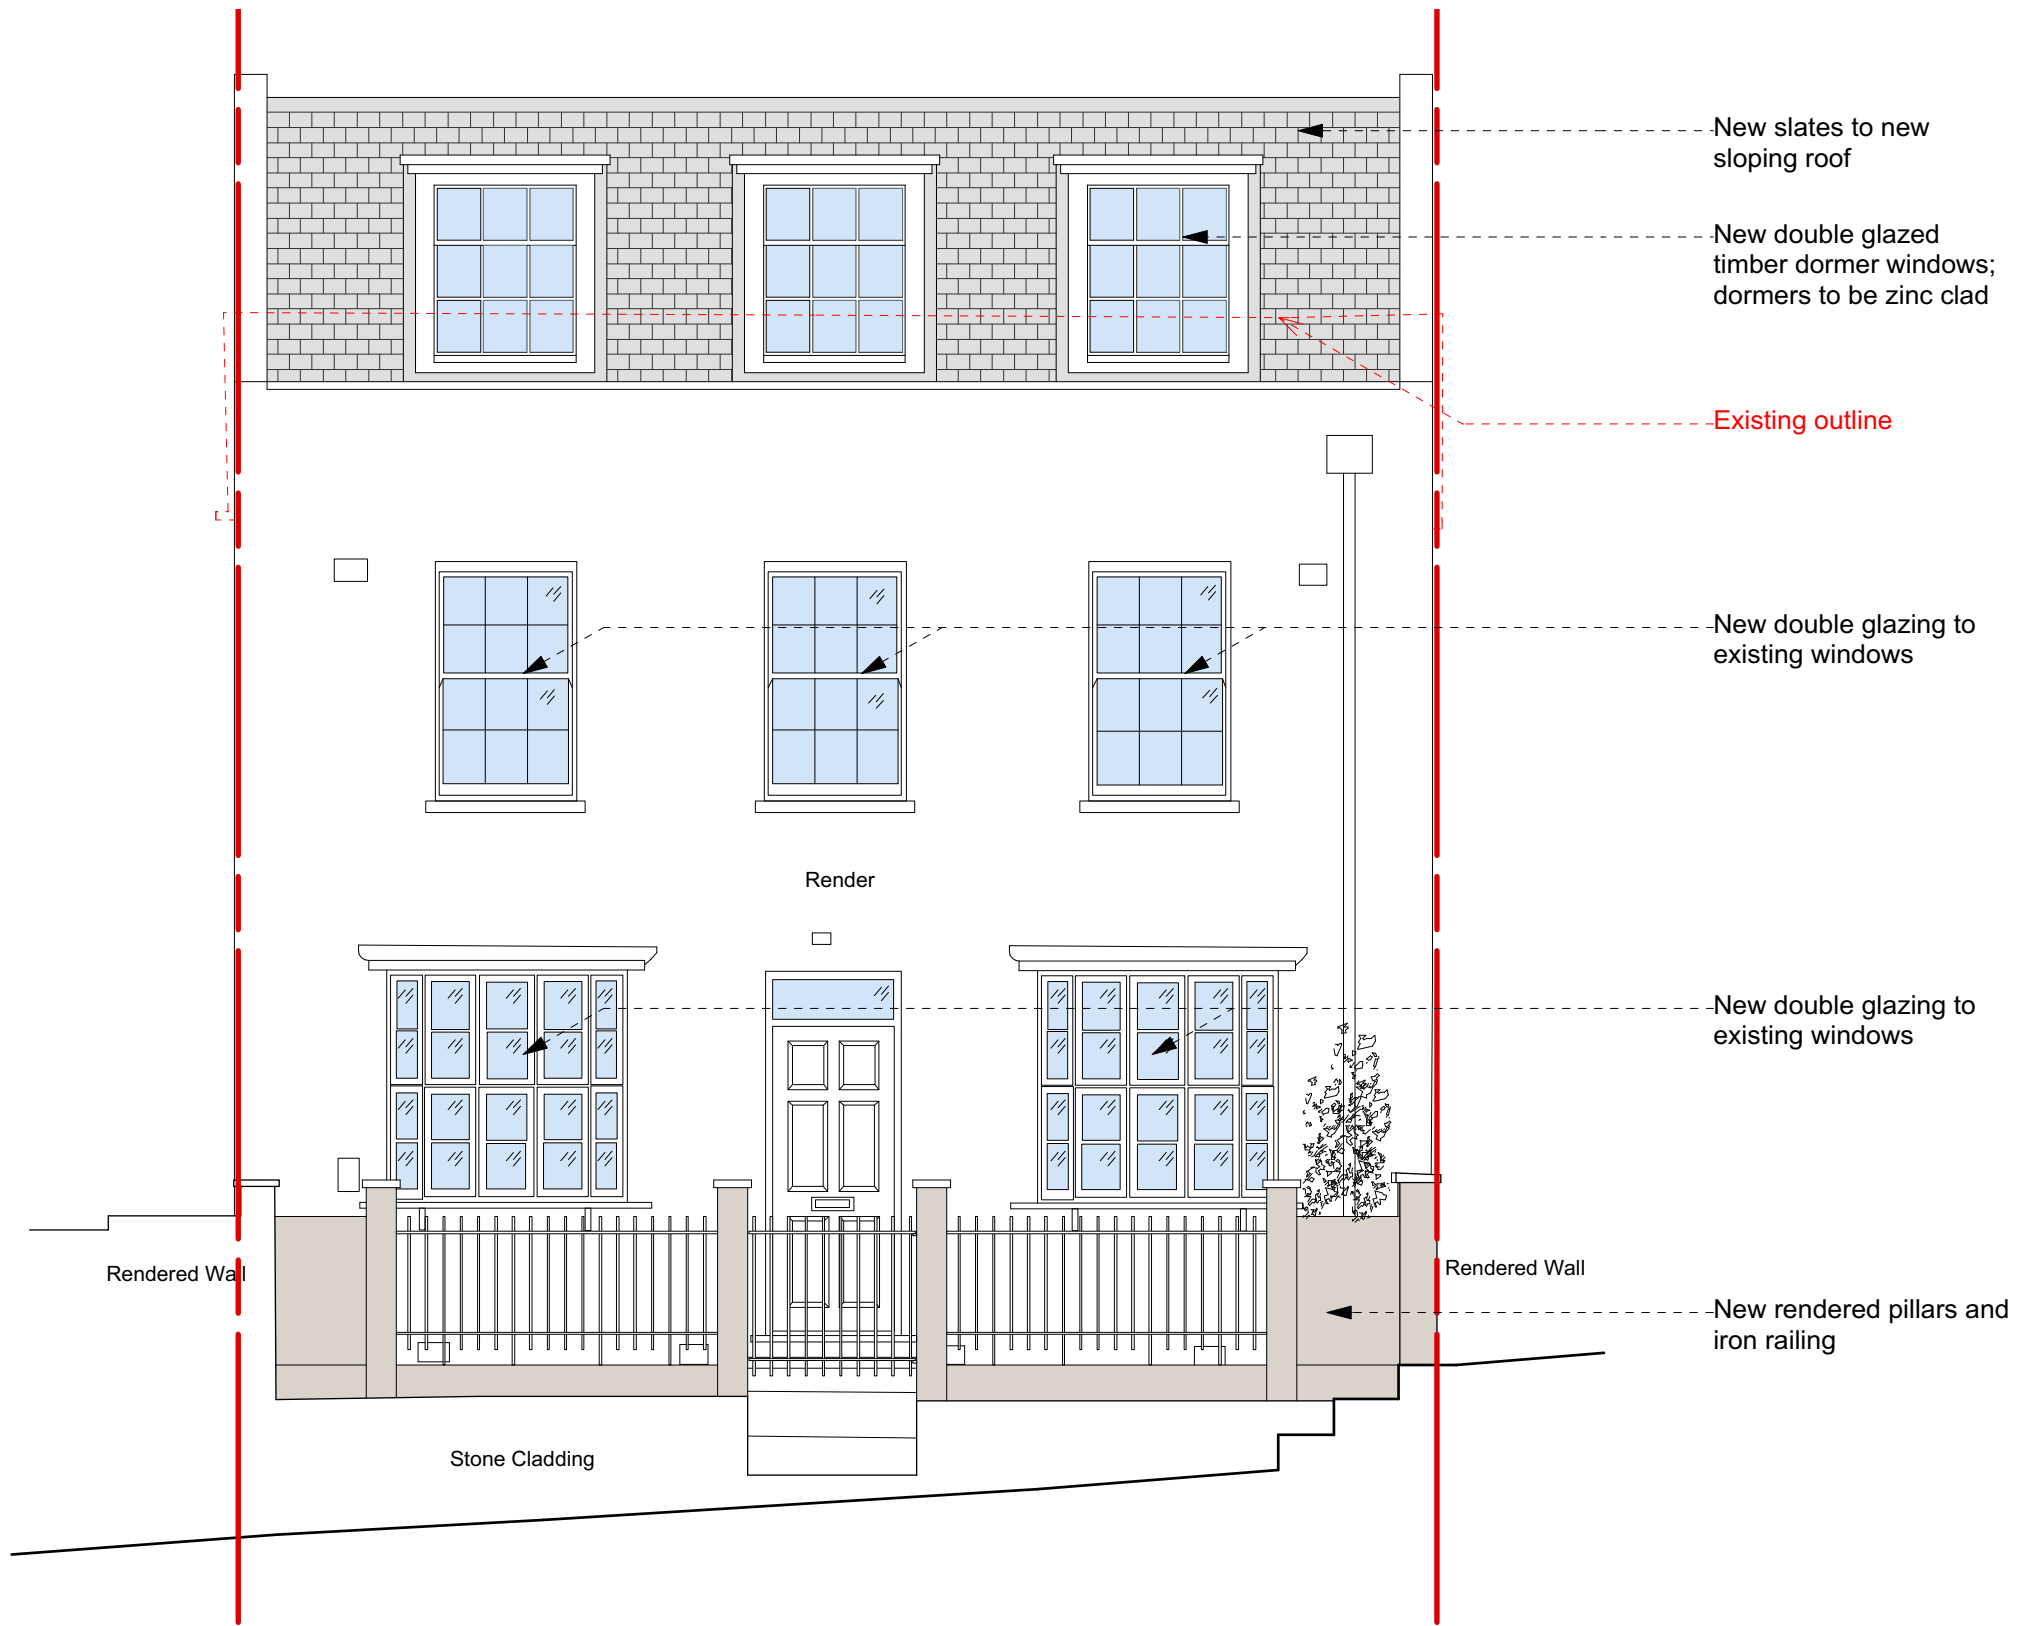 New slates to new
sloping roof
New double glazed
timber dormer windows;
dormers to be zinc clad
Existing outline
New double glazing to
existing windows
Render
New double glazing to
existing windows
Rendered Wall
Rendered Wall
New rendered pillars and
iron railing
Stone Cladding